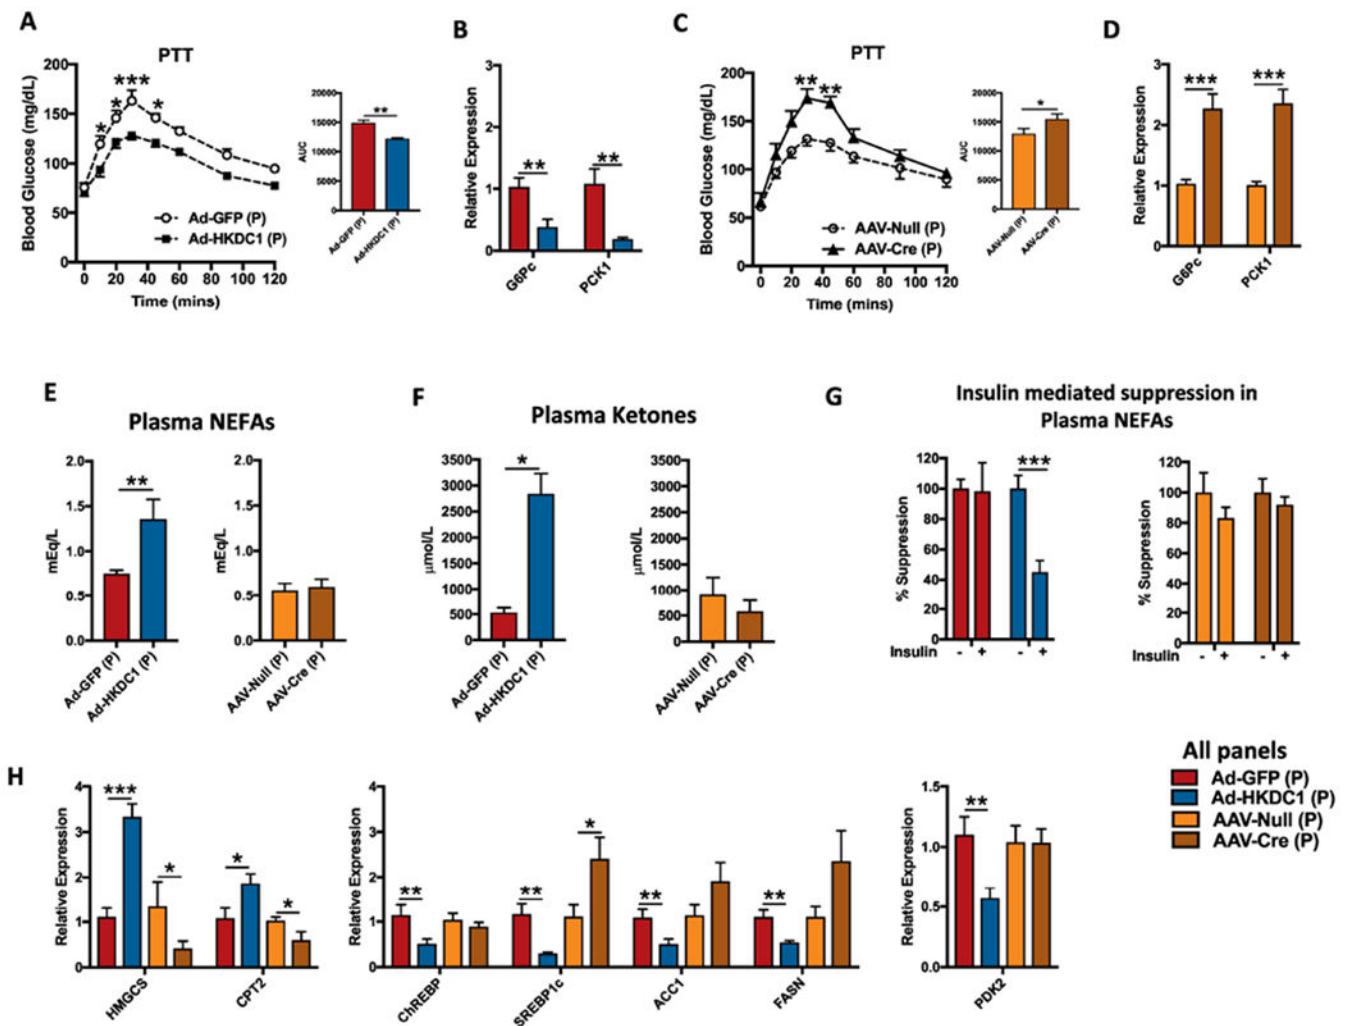 A
PTT
Blood Glucose (mg/dL)
200
150
100
50
0
* * *** *
Ad-GFP (P)
Ad-HKDC1 (P)
0 20 40 60 80 100 120
Time (mins)
AUC
20000
15000
10000
5000
0
**
Ad-GFP (P)
Ad-HKDC1 (P)
B
Relative Expression
3
2
1
0
** **
G6Pc PCK1
C
PTT
Blood Glucose (mg/dL)
200
150
100
50
0
** **
AAV-Null (P)
AAV-Cre (P)
0 20 40 60 80 100 120
Time (mins)
AUC
20000
15000
10000
5000
0
*
AAV-Null (P)
AAV-Cre (P)
D
Relative Expression
3
2
1
0
*** ***
G6Pc PCK1
E
Plasma NEFAs
mEq/L
2.0
1.5
1.0
0.5
0.0
**
Ad-GFP (P)
Ad-HKDC1 (P)
mEq/L
2.0
1.5
1.0
0.5
0.0
AAV-Null (P)
AAV-Cre (P)
F
Plasma Ketones
µmol/L
3500
3000
2500
2000
1500
1000
500
0
*
Ad-GFP (P)
Ad-HKDC1 (P)
µmol/L
3500
3000
2500
2000
1500
1000
500
0
AAV-Null (P)
AAV-Cre (P)
G
Insulin mediated suppression in
Plasma NEFAs
% Suppression
120
100
80
60
40
20
0
***
Insulin - + - +
% Suppression
120
100
80
60
40
20
0
Insulin - + - +
H
Relative Expression
4
3
2
1
0
*** * * *
HMGCS CPT2
Relative Expression
4
3
2
1
0
** ** * ** **
ChREBP SREBP1c ACC1 FASN
Relative Expression
1.5
1.0
0.5
0.0
**
PDK2
All panels
Ad-GFP (P)
Ad-HKDC1 (P)
AAV-Null (P)
AAV-Cre (P)